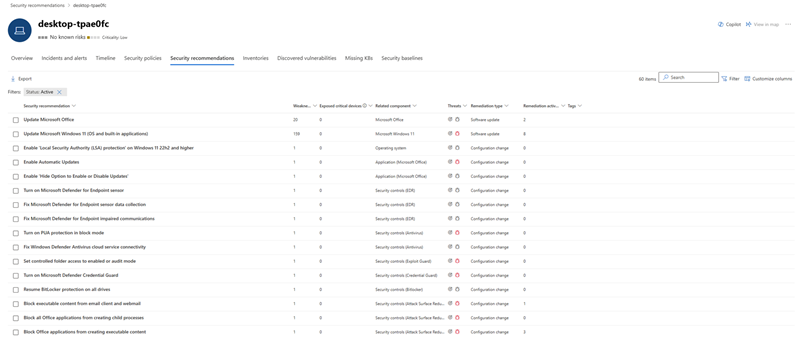 Security recommendations > desktop-tpae0fc
desktop-tpae0fc
No known risks Criticality: Low
Copilot View in map ...
Overview Incidents and alerts Timeline Security policies Security recommendations Inventories Discovered vulnerabilities Missing KBs Security baselines
Export 60 items Search Filter Customize columns
Filters: Status: Active
Security recommendation Weakne... Exposed critical devices Related component Threats Remediation type Remediation activ... Tags
Update Microsoft Office 20 0 Microsoft Office Software update 2
Update Microsoft Windows 11 (OS and built-in applications) 0 Microsoft Windows 11 Software update
Enable 'Local Security Authority (LSA) protection' on Windows 11 22h2 and higher 1 0 Operating system Configuration change 0
Enable Automatic Updates 1 0 Application (Microsoft Office) Configuration change 0
Enable 'Hide Option to Enable or Disable Updates' 1 0 Application (Microsoft Office) Configuration change 0
Turn on Microsoft Defender for Endpoint sensor 1 0 Security controls (EDR) Configuration change 0
Fix Microsoft Defender for Endpoint sensor data collection 1 0 Security controls (EDR) Configuration change 0
Fix Microsoft Defender for Endpoint impaired communications 1 0 Security controls (EDR) Configuration change 0
Turn on PUA protection in block mode 1 0 Security controls (Antivirus) Configuration change 0
Fix Windows Defender Antivirus cloud service connectivity 1 0 Security controls (Antivirus) Configuration change 0
Set controlled folder access to enabled or audit mode 1 0 Security controls (Exploit Guard) Configuration change 0
Turn on Microsoft Defender Credential Guard 1 0 Security controls (Credential Guard) Configuration change 0
Resume BitLocker protection on all drives 1 0 Security controls (Bitlocker) Configuration change 0
Block executable content from email client and webmail 1 0 Security controls (Attack Surface Redu... Configuration change 1
Block all Office applications from creating child processes 1 0 Security controls (Attack Surface Redu... Configuration change 0
Block Office applications from creating executable content 1 0 Security controls (Attack Surface Redu... Configuration change 3